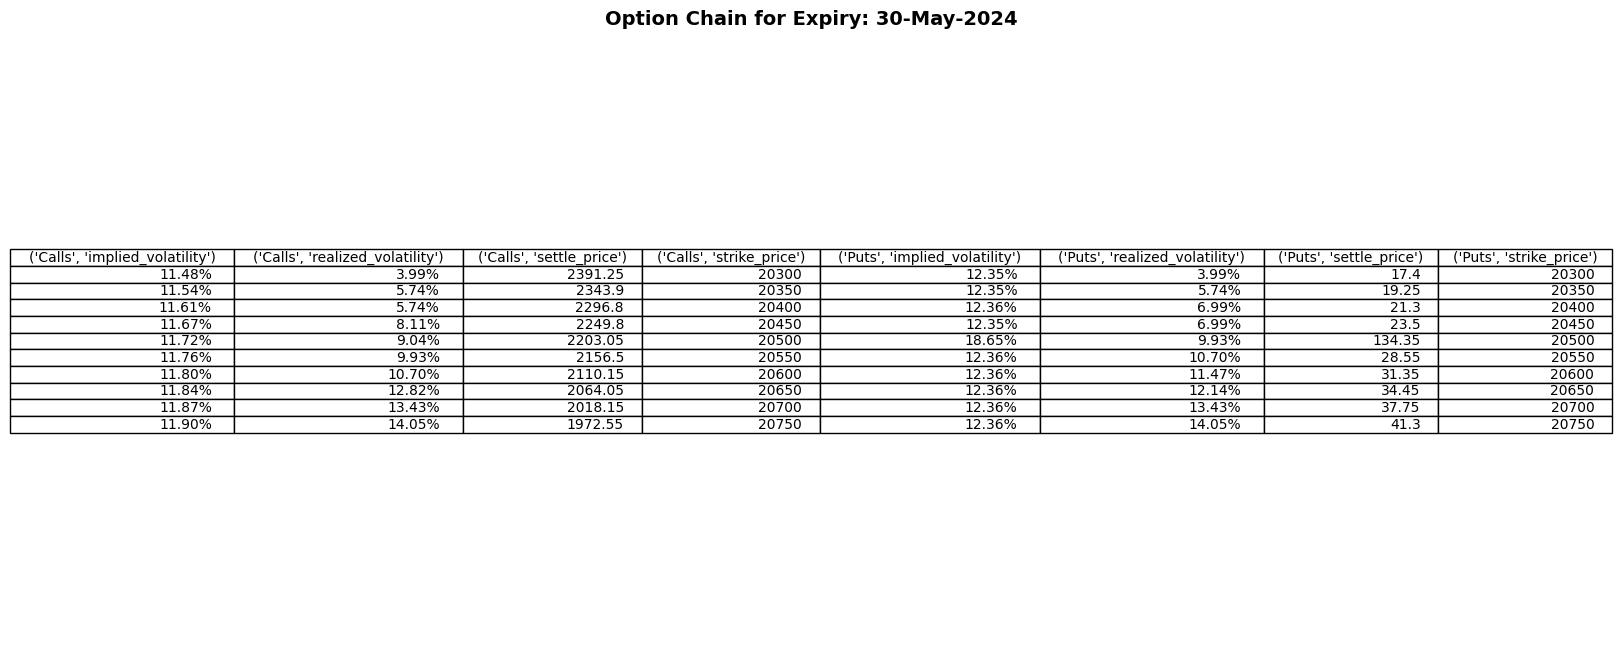 Option Chain for Expiry: 30-May-2024
('Calls', 'implied_volatility') ('Calls', 'realized_volatility') ('Calls', 'settle_price') ('Calls', 'strike_price') ('Puts', 'implied_volatility') ('Puts', 'realized_volatility') ('Puts', 'settle_price') ('Puts', 'strike_price')
11.48% 3.99% 2391.25 20300 12.35% 3.99% 17.4 20300
11.54% 5.74% 2343.9 20350 12.35% 5.74% 19.25 20350
11.61% 5.74% 2296.8 20400 12.36% 6.99% 21.3 20400
11.67% 8.11% 2249.8 20450 12.35% 6.99% 23.5 20450
11.72% 9.04% 2203.05 20500 18.65% 9.93% 134.35 20500
11.76% 9.93% 2156.5 20550 12.36% 10.70% 28.55 20550
11.80% 10.70% 2110.15 20600 12.36% 11.47% 31.35 20600
11.84% 12.82% 2064.05 20650 12.36% 12.14% 34.45 20650
11.87% 13.43% 2018.15 20700 12.36% 13.43% 37.75 20700
11.90% 14.05% 1972.55 20750 12.36% 14.05% 41.3 20750